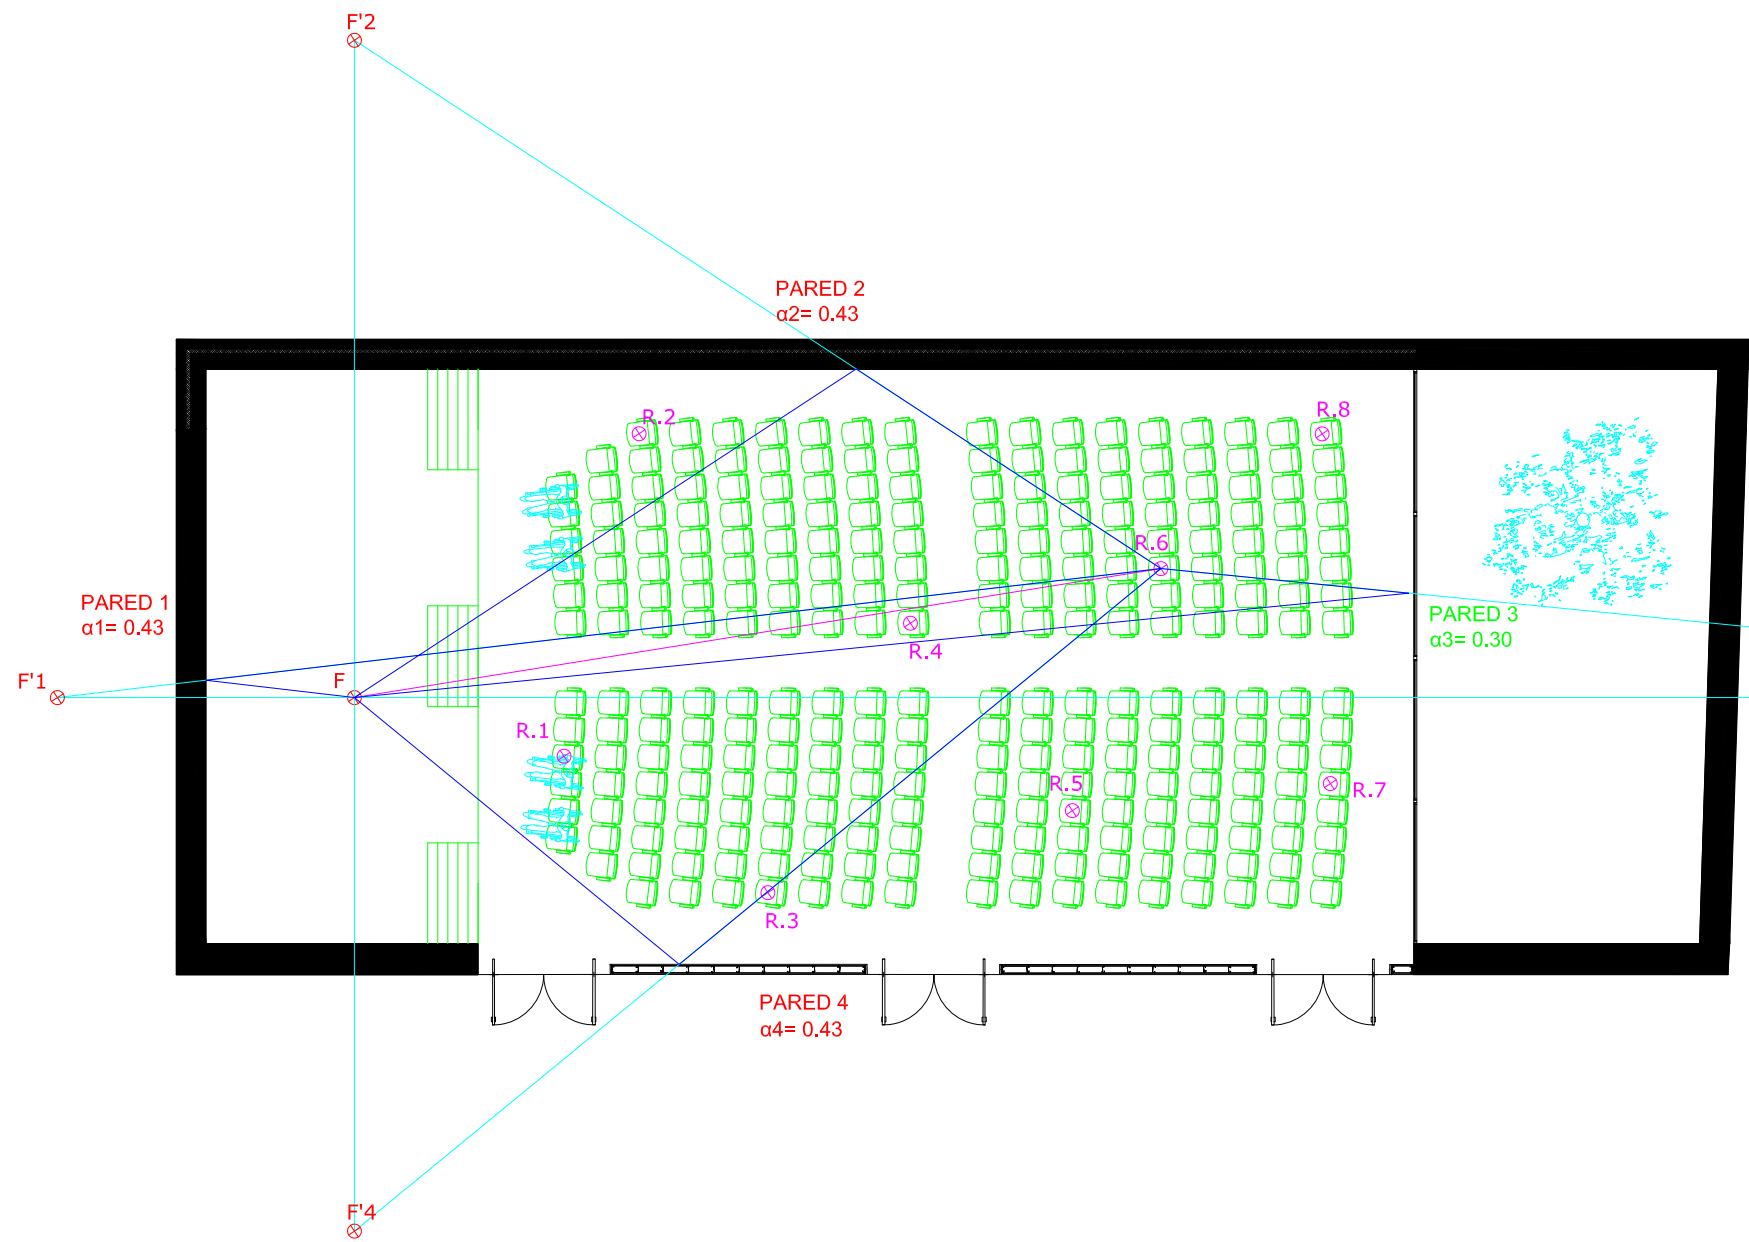 F'2
PARED 2
α2= 0.43
R.8
R.2
R.6
PARED 1
α1= 0.43
PARED 3
α3= 0.30
R.4
F'1
F
R.1
R.5
R.7
R.3
PARED 4
α4= 0.43
F'4